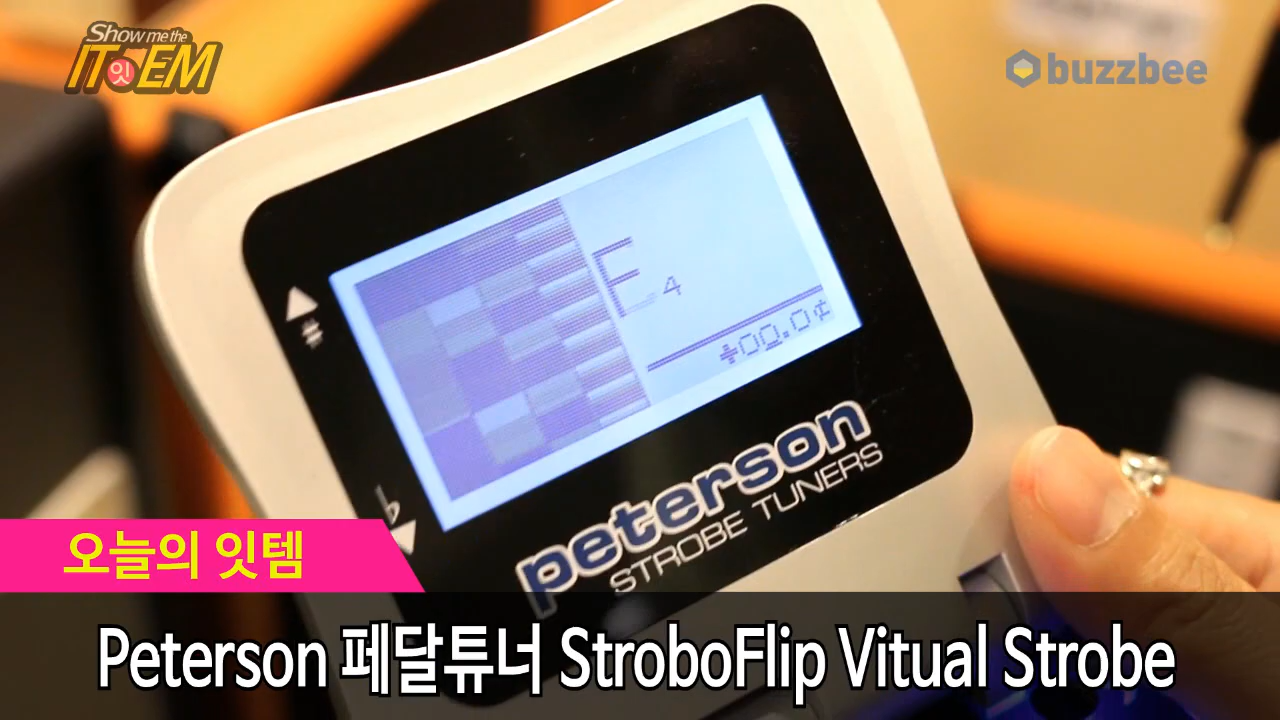 Show me the
IT잇EM
buzzbee
#
E 4
+00.0¢
♭
peterson
STROBE TUNERS
오늘의 잇템
Peterson 페달튜너 StroboFlip Vitual Strobe